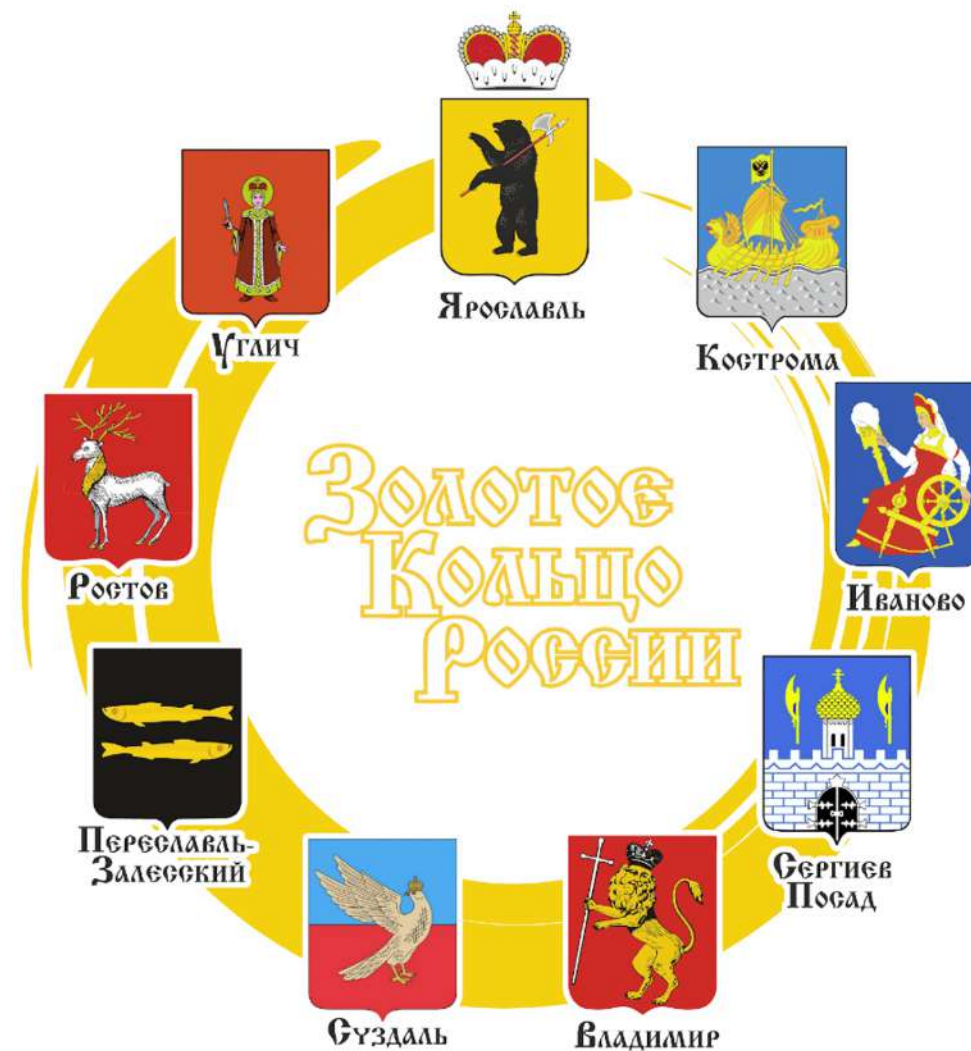 Ярославль
Углич
Кострома
Ростов
Иваново
Золотое
Кольцо
России
Переславль-
Залесский
Сергиев
Посад
Суздаль
Владимир